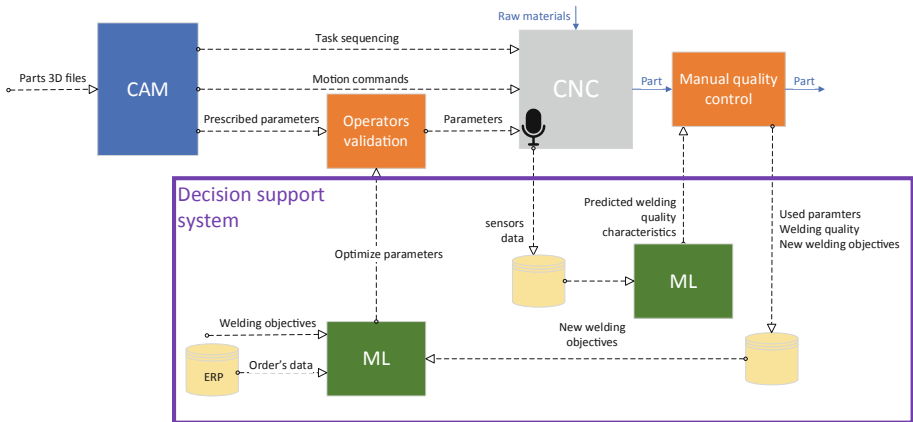 Raw materials
Task sequencing
Parts 3D files
CAM
Motion commands
CNC
Part
Manual quality
control
Part
Prescribed parameters
Operators
validation
Parameters
Decision support
system
sensors
data
Predicted welding
quality
characteristics
Used paramters
Welding quality
New welding objectives
Optimize parameters
ML
Welding objectives
ERP
Order's data
ML
New welding
objectives